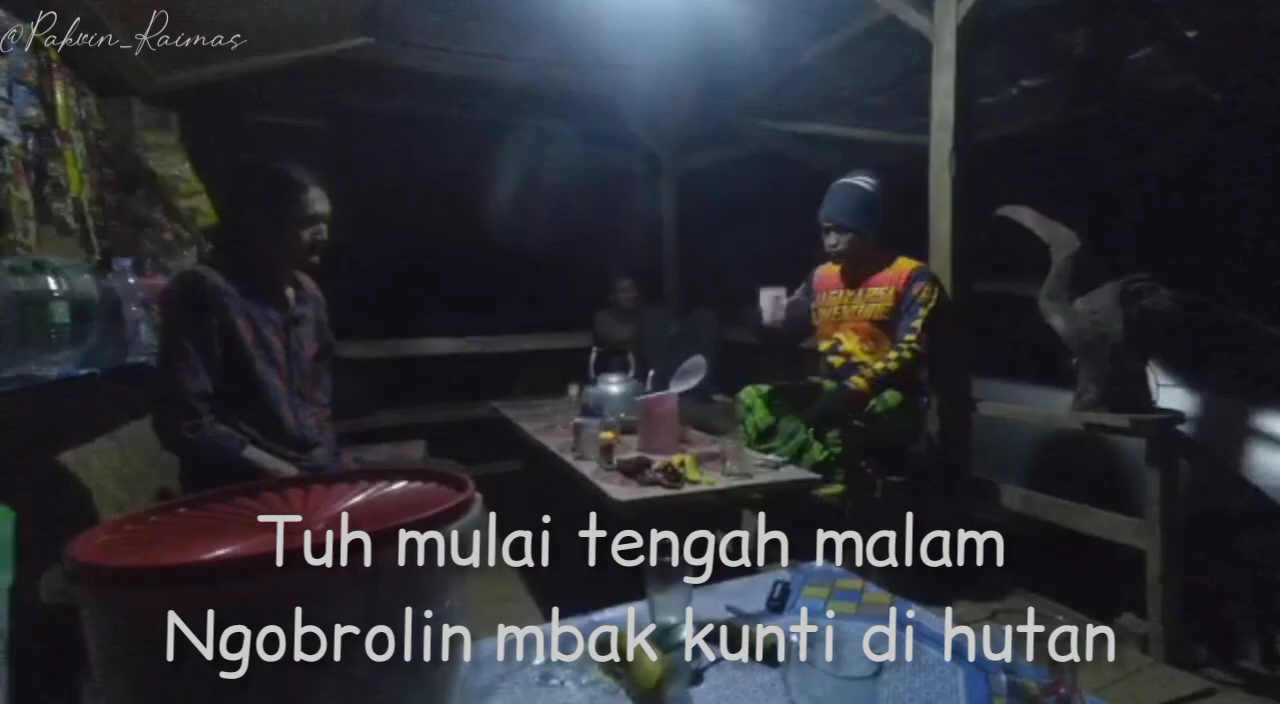 @Pakvin_Raimas
Tuh mulai tengah malam
Ngobrolin mbak kunti di hutan